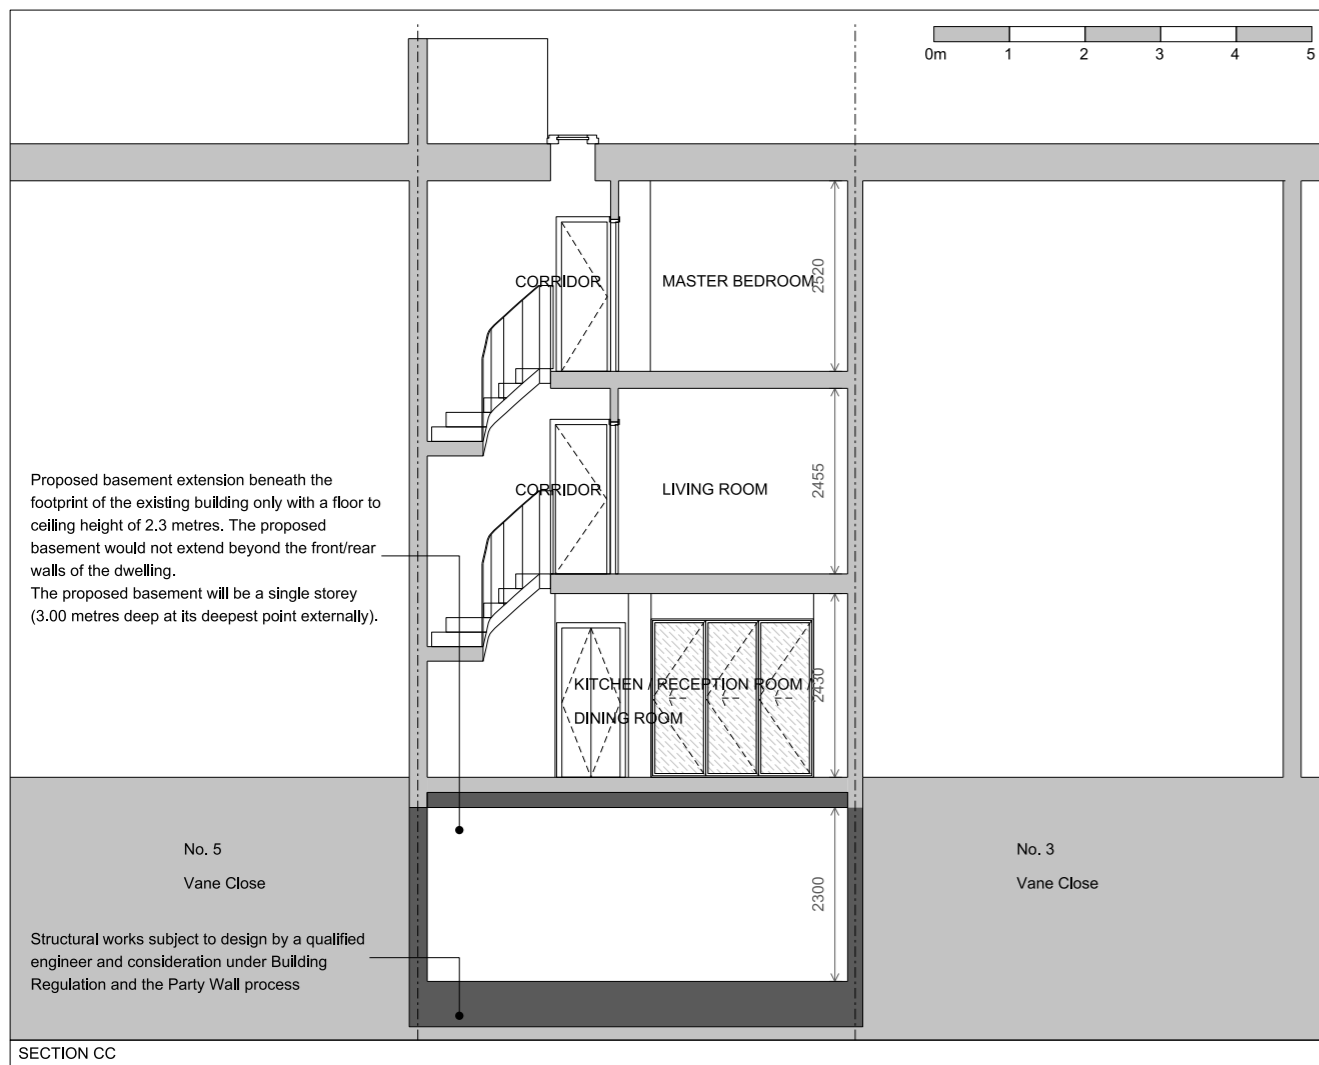 0m 1 2 3 4 5
CORRIDOR MASTER BEDROOM 2520
CORRIDOR LIVING ROOM 2455
Proposed basement extension beneath the
footprint of the existing building only with a floor to
ceiling height of 2.3 metres. The proposed
basement would not extend beyond the front/rear
walls of the dwelling.
The proposed basement will be a single storey
(3.00 metres deep at its deepest point externally).
KITCHEN / RECEPTION ROOM /
DINING ROOM
2430
No. 5
Vane Close
2300
No. 3
Vane Close
Structural works subject to design by a qualified
engineer and consideration under Building
Regulation and the Party Wall process
SECTION CC